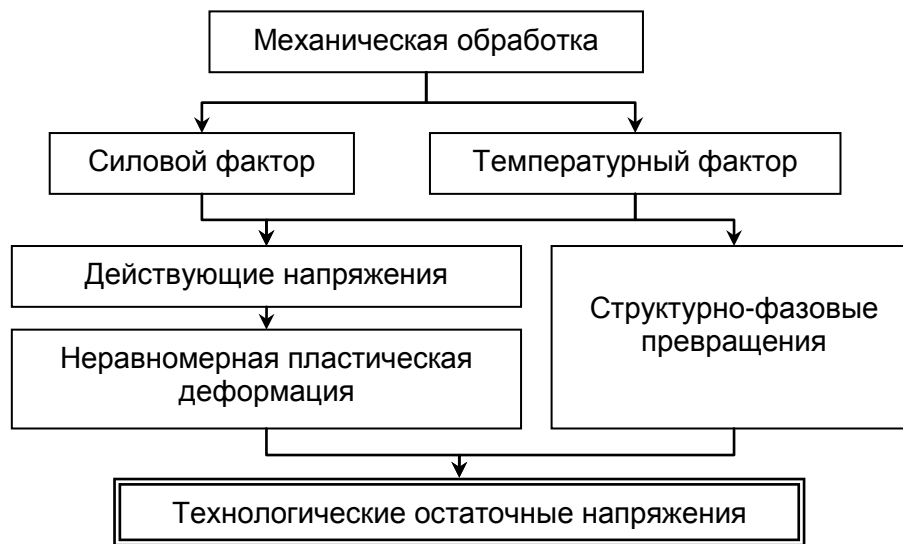 Механическая обработка
Силовой фактор
Температурный фактор
Действующие напряжения
Структурно-фазовые
превращения
Неравномерная пластическая
деформация
Технологические остаточные напряжения